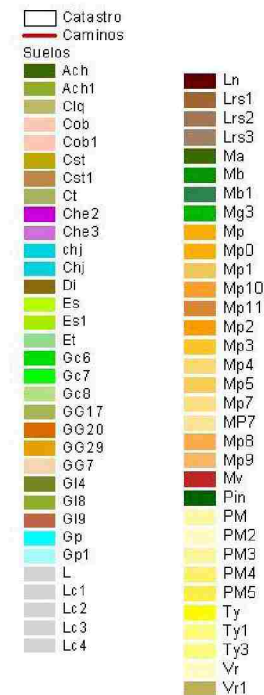 Catastro
Caminos
Suelos
Ach
Ach1
Clq
Cob
Cob1
Cst
Cst1
Ct
Che2
Che3
chj
Chj
Di
Es
Es1
Et
Gc6
Gc7
Gc8
GG17
GG20
GG29
GG7
Gl4
Gl8
Gl9
Gp
Gp1
L
Lc1
Lc2
Lc3
Lc4
Ln
Lrs1
Lrs2
Lrs3
Ma
Mb
Mb1
Mg3
Mp
Mp0
Mp1
Mp10
Mp11
Mp2
Mp3
Mp4
Mp5
Mp7
MP7
Mp8
Mp9
Mv
Pin
PM
PM2
PM3
PM4
PM5
Ty
Ty1
Ty3
Vr
Vr1